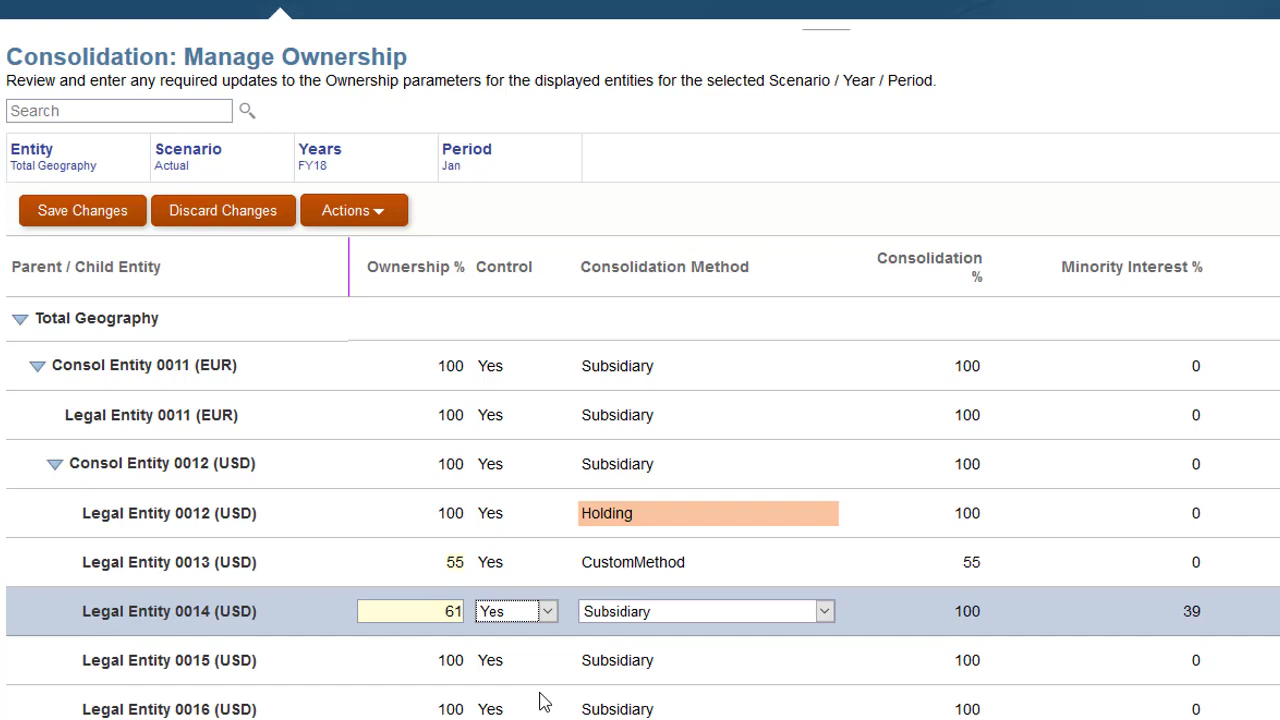 Consolidation: Manage Ownership
Review and enter any required updates to the Ownership parameters for the displayed entities for the selected Scenario / Year / Period.
Search
Entity Scenario Years Period
Total Geography Actual FY18 Jan
Save Changes Discard Changes Actions
Parent / Child Entity Ownership % Control Consolidation Method Consolidation % Minority Interest %
Total Geography
Consol Entity 0011 (EUR) 100 Yes Subsidiary 100 0
Legal Entity 0011 (EUR) 100 Yes Subsidiary 100 0
Consol Entity 0012 (USD) 100 Yes Subsidiary 100 0
Legal Entity 0012 (USD) 100 Yes Holding 100 0
Legal Entity 0013 (USD) 55 Yes CustomMethod 55 0
Legal Entity 0014 (USD) 61 Yes Subsidiary 100 39
Legal Entity 0015 (USD) 100 Yes Subsidiary 100 0
Legal Entity 0016 (USD) 100 Yes Subsidiary 100 0